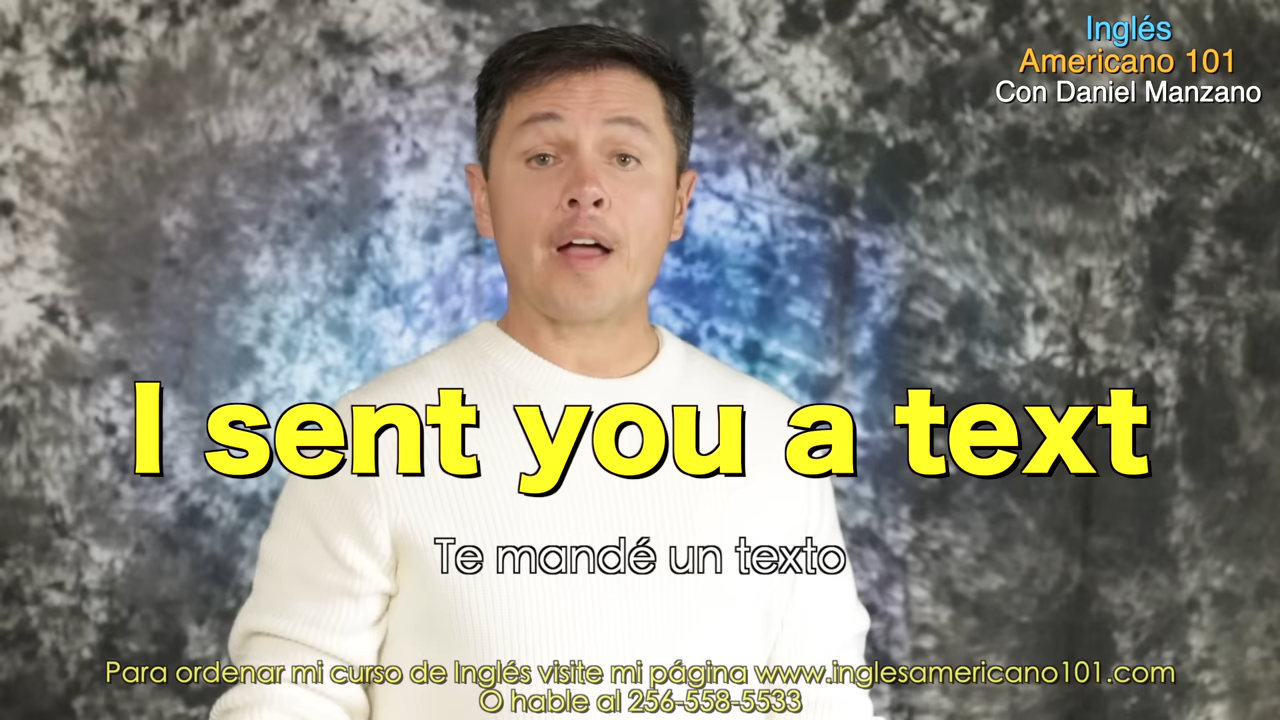 Inglés
Americano 101
Con Daniel Manzano
I sent you a text
Te mandé un texto
Para ordenar mi curso de Inglés visite mi página www.inglesamericano101.com
O hable al 256-558-5533